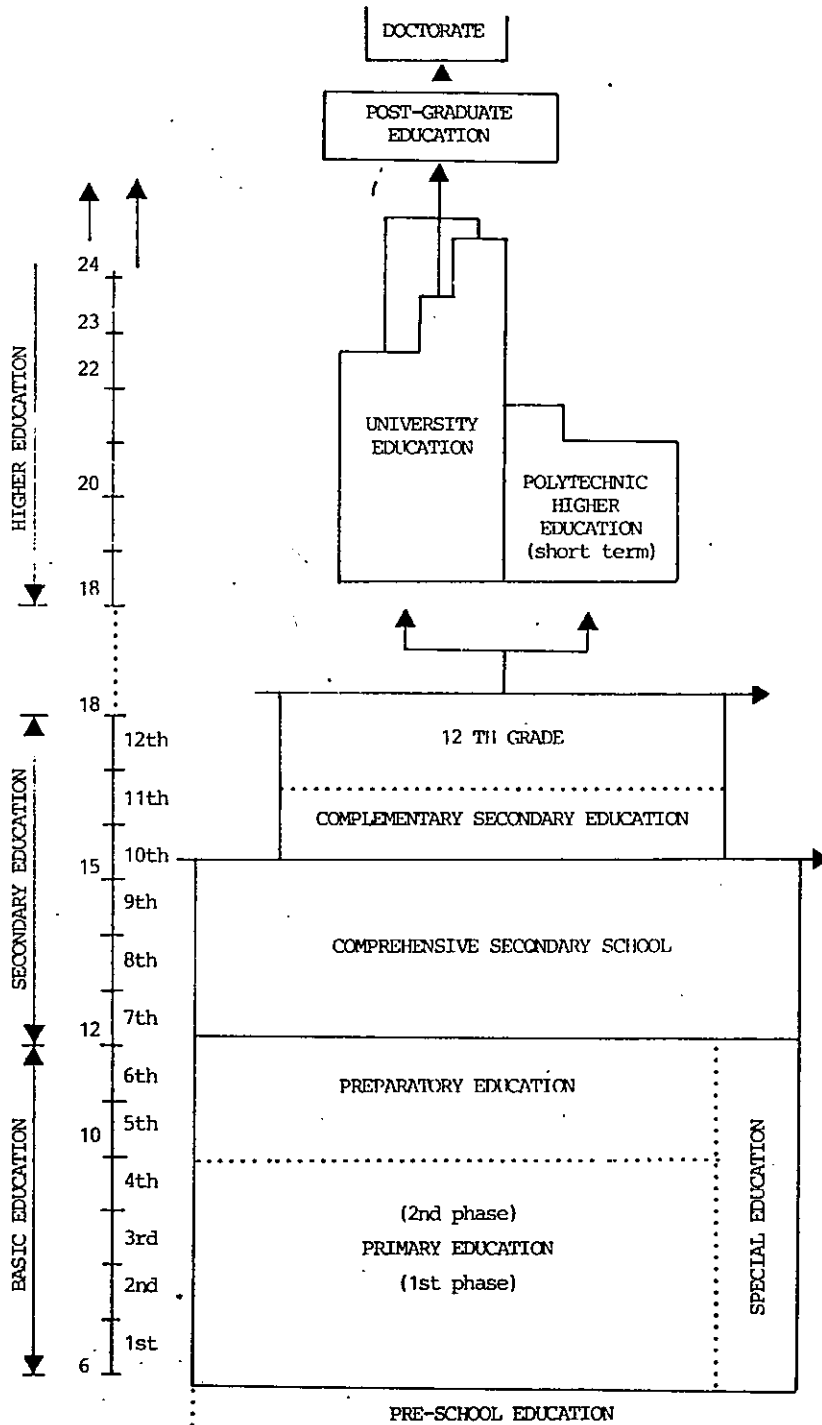 DOCTORATE
POST-GRADUATE
EDUCATION
24
23
22
20
18
HIGHER EDUCATION
UNIVERSITY
EDUCATION
POLYTECHNIC
HIGHER
EDUCATION
(short term)
18
12th
11th
10th
15
9th
8th
7th
12
SECONDARY EDUCATION
12 TH GRADE
COMPLEMENTARY SECONDARY EDUCATION
COMPREHENSIVE SECONDARY SCHOOL
6th
5th
10
4th
3rd
2nd
1st
6
BASIC EDUCATION
PREPARATORY EDUCATION
(2nd phase)
PRIMARY EDUCATION
(1st phase)
SPECIAL EDUCATION
PRE-SCHOOL EDUCATION